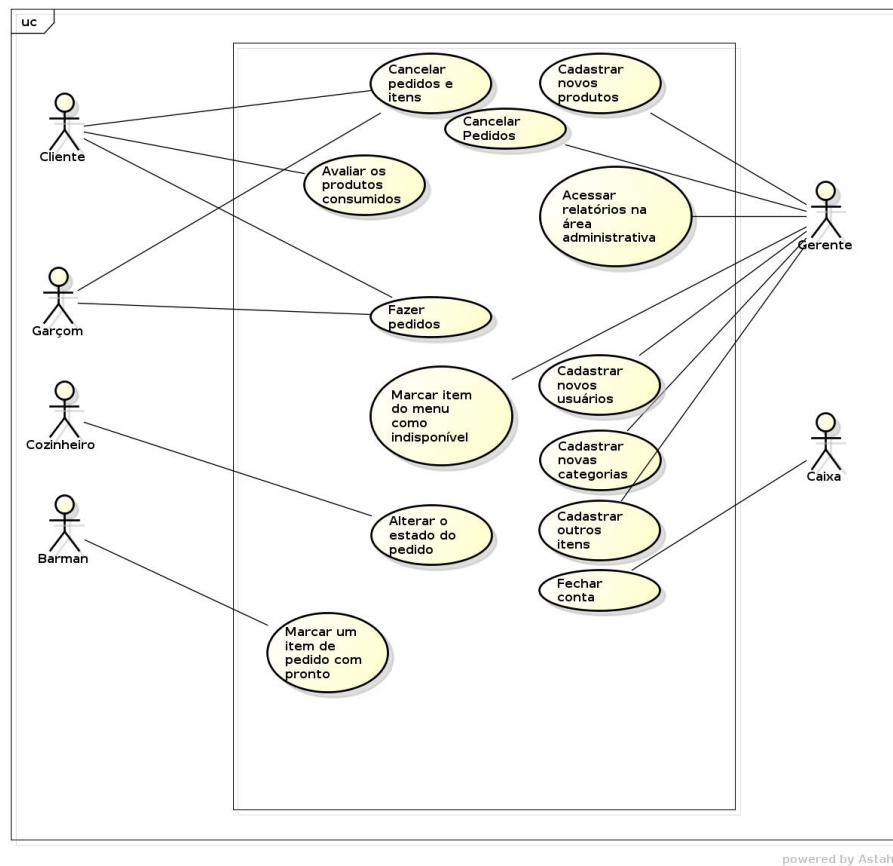 uc
Cancelar
pedidos e
itens
Cadastrar
novos
produtos
Cliente
Cancelar
Pedidos
Avaliar os
produtos
consumidos
Acessar
relatórios na
área
administrativa
Gerente
Garçom
Fazer
pedidos
Marcar item
do menu
como
indisponível
Cadastrar
novos
usuários
Cozinheiro
Cadastrar
novas
categorias
Caixa
Alterar o
estado do
pedido
Cadastrar
outros
itens
Barman
Fechar
conta
Marcar um
item de
pedido com
pronto
powered by Astah